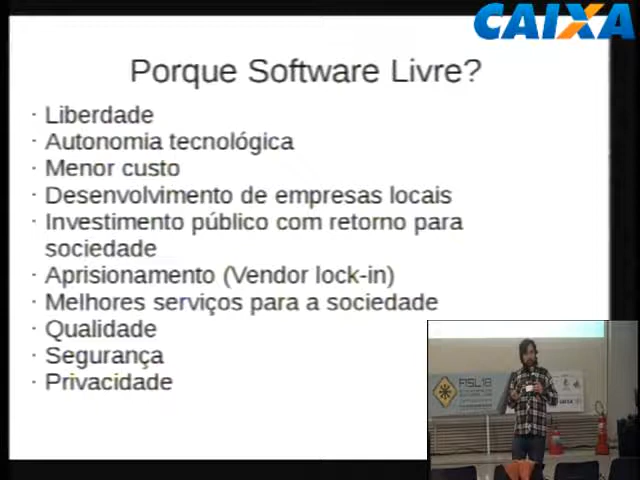 CAIXA
Porque Software Livre?
· Liberdade
· Autonomia tecnológica
· Menor custo
· Desenvolvimento de empresas locais
· Investimento público com retorno para
sociedade
· Aprisionamento (Vendor lock-in)
· Melhores serviços para a sociedade
· Qualidade
· Segurança
· Privacidade
FISL18
CAIXA